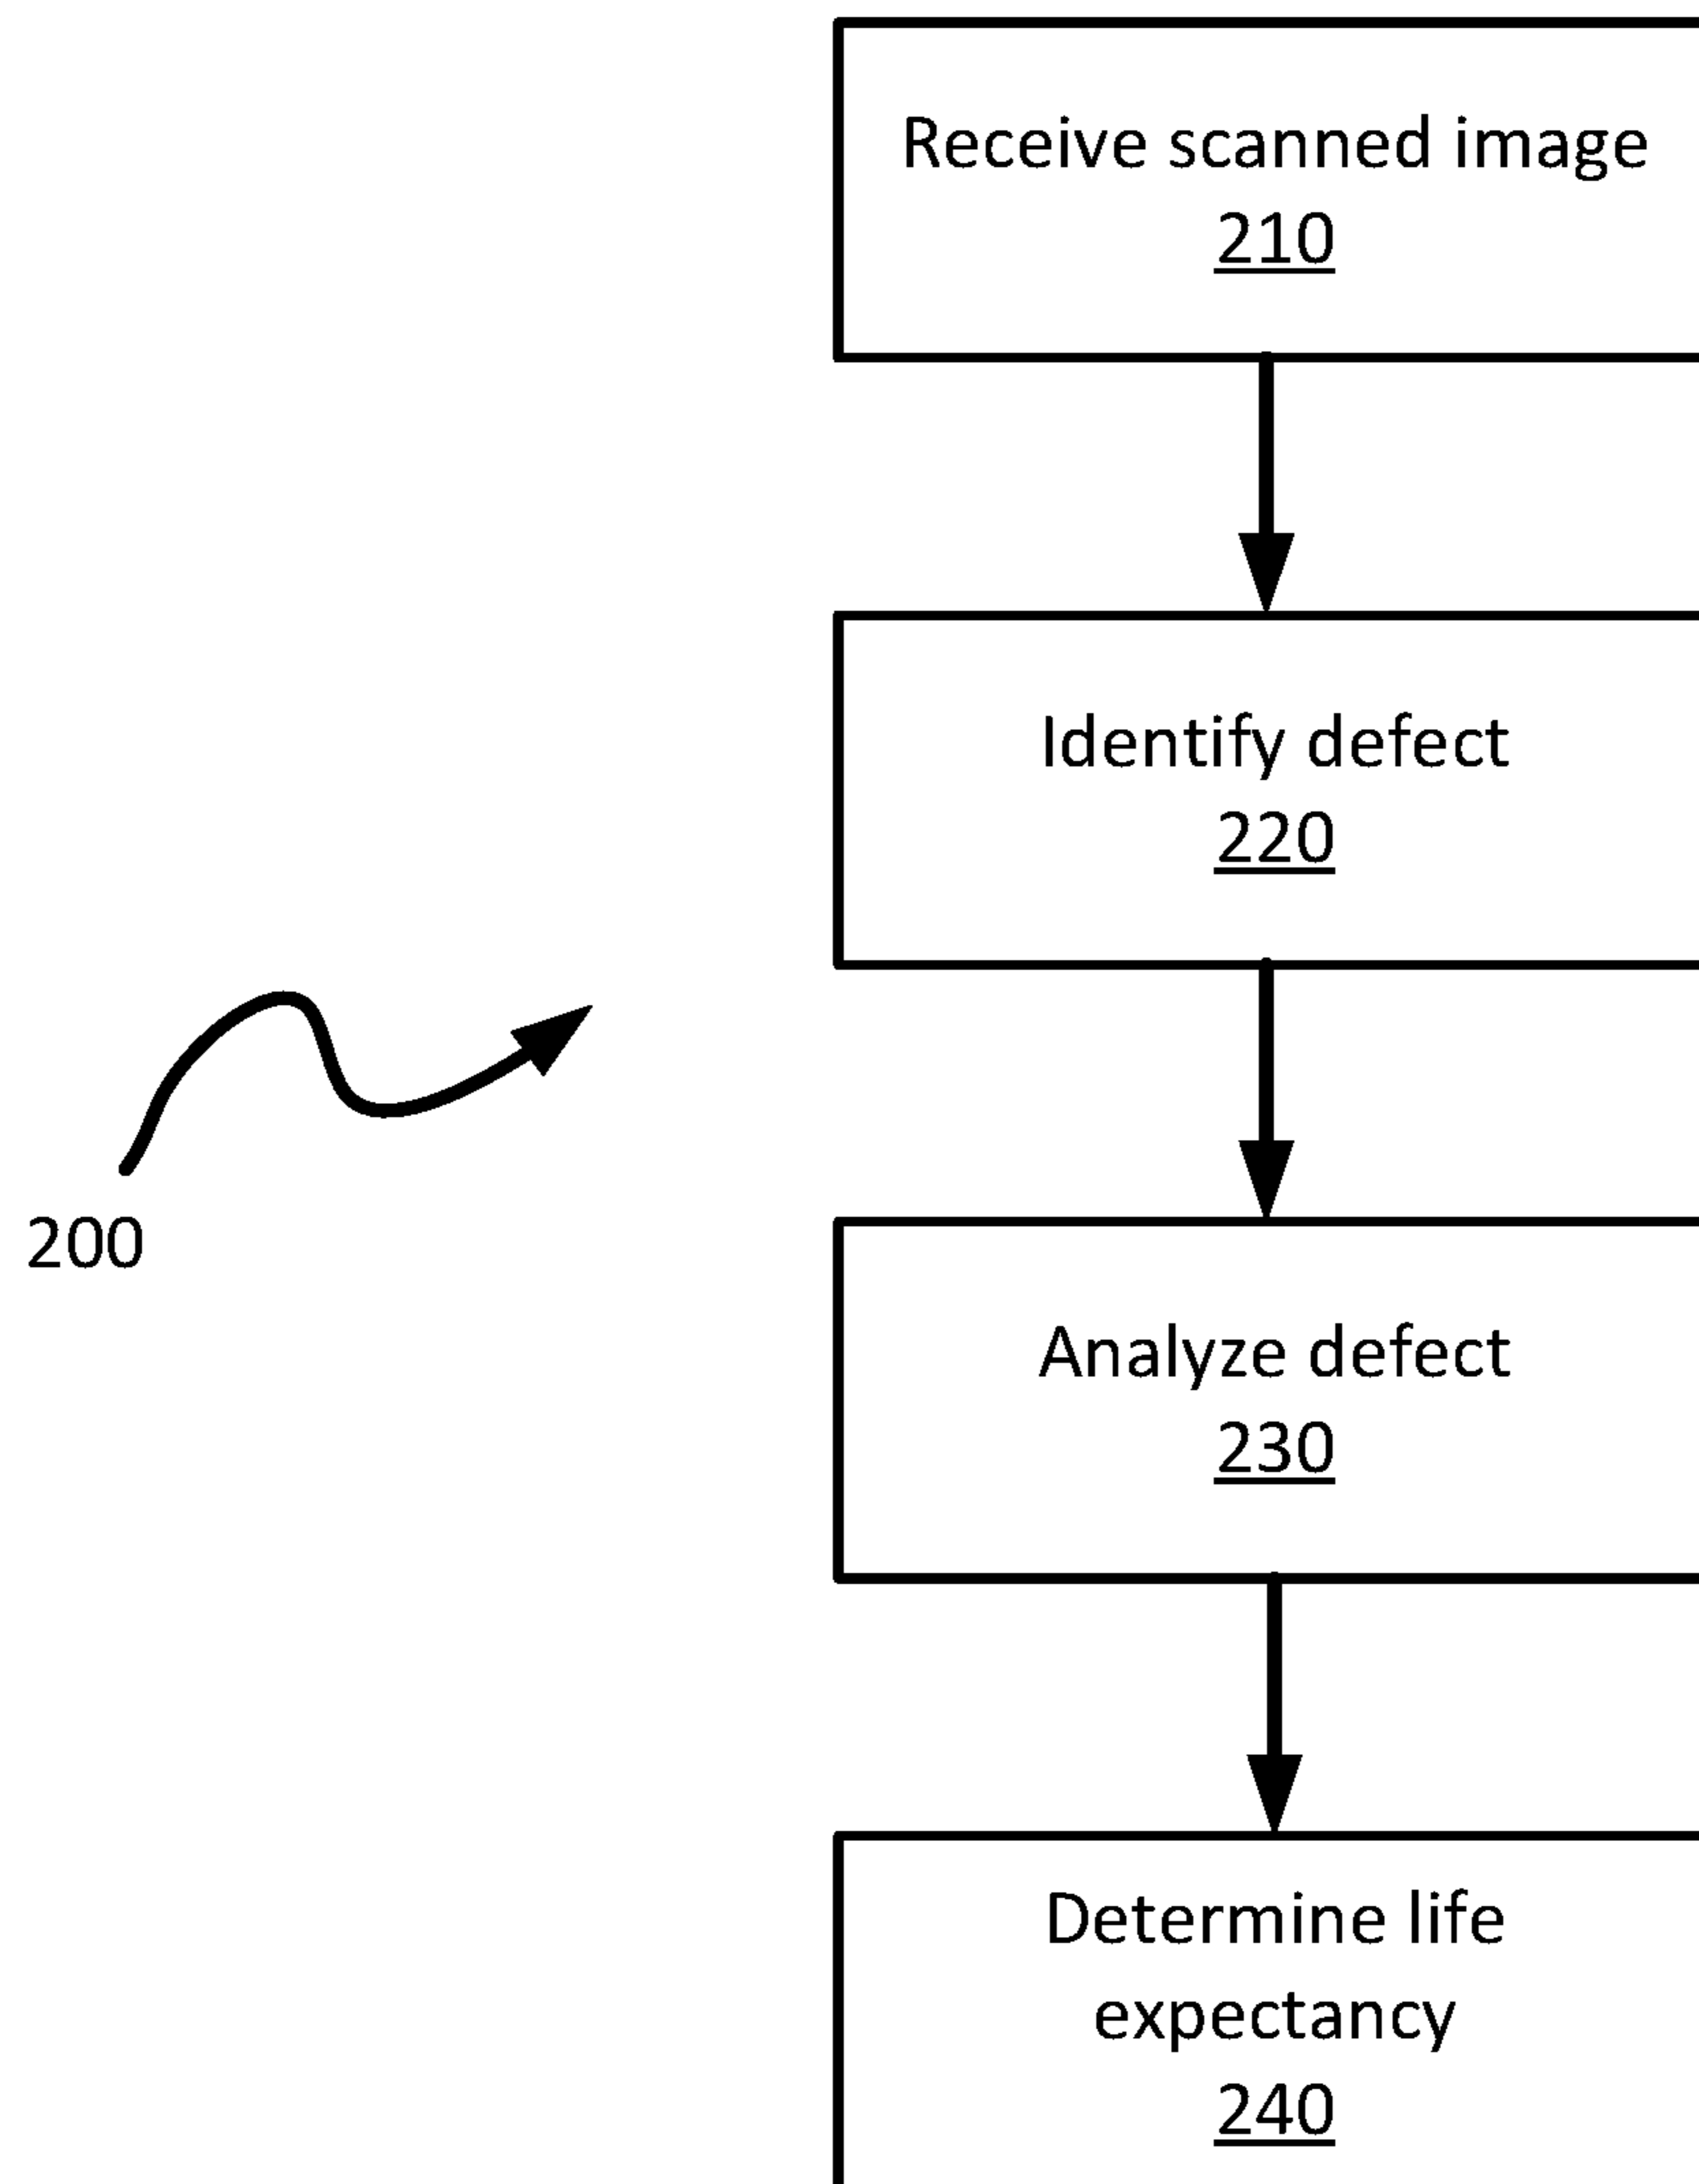 Receive scanned image
210
Identify defect
220
200
Analyze defect
230
Determine life
expectancy
240